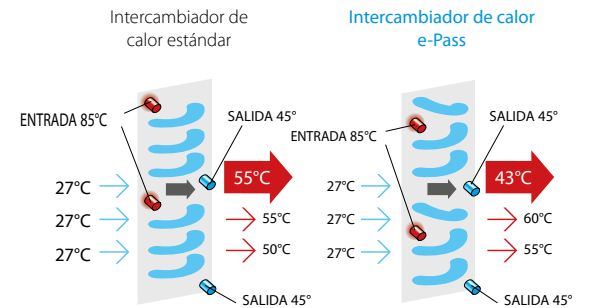 Intercambiador de
calor estándar
ENTRADA 85°C
SALIDA 45°
27°C
55°C
27°C
55°C
27°C
50°C
SALIDA 45°
Intercambiador de calor
e-Pass
SALIDA 45°
ENTRADA 85°C
27°C
43°C
27°C
60°C
27°C
55°C
SALIDA 45°